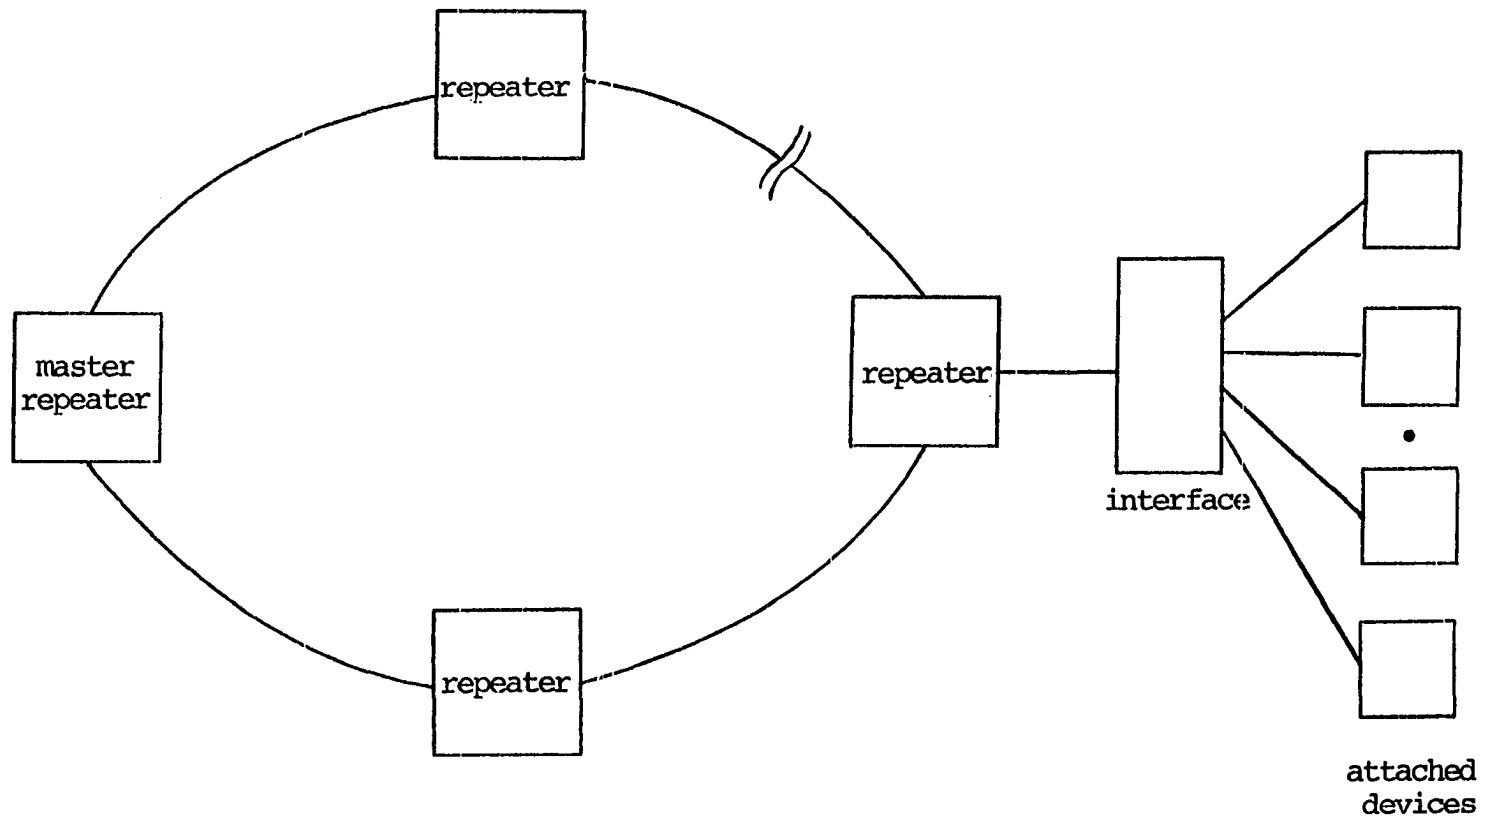 repeater
master
repeater
repeater
interface
repeater
attached
devices